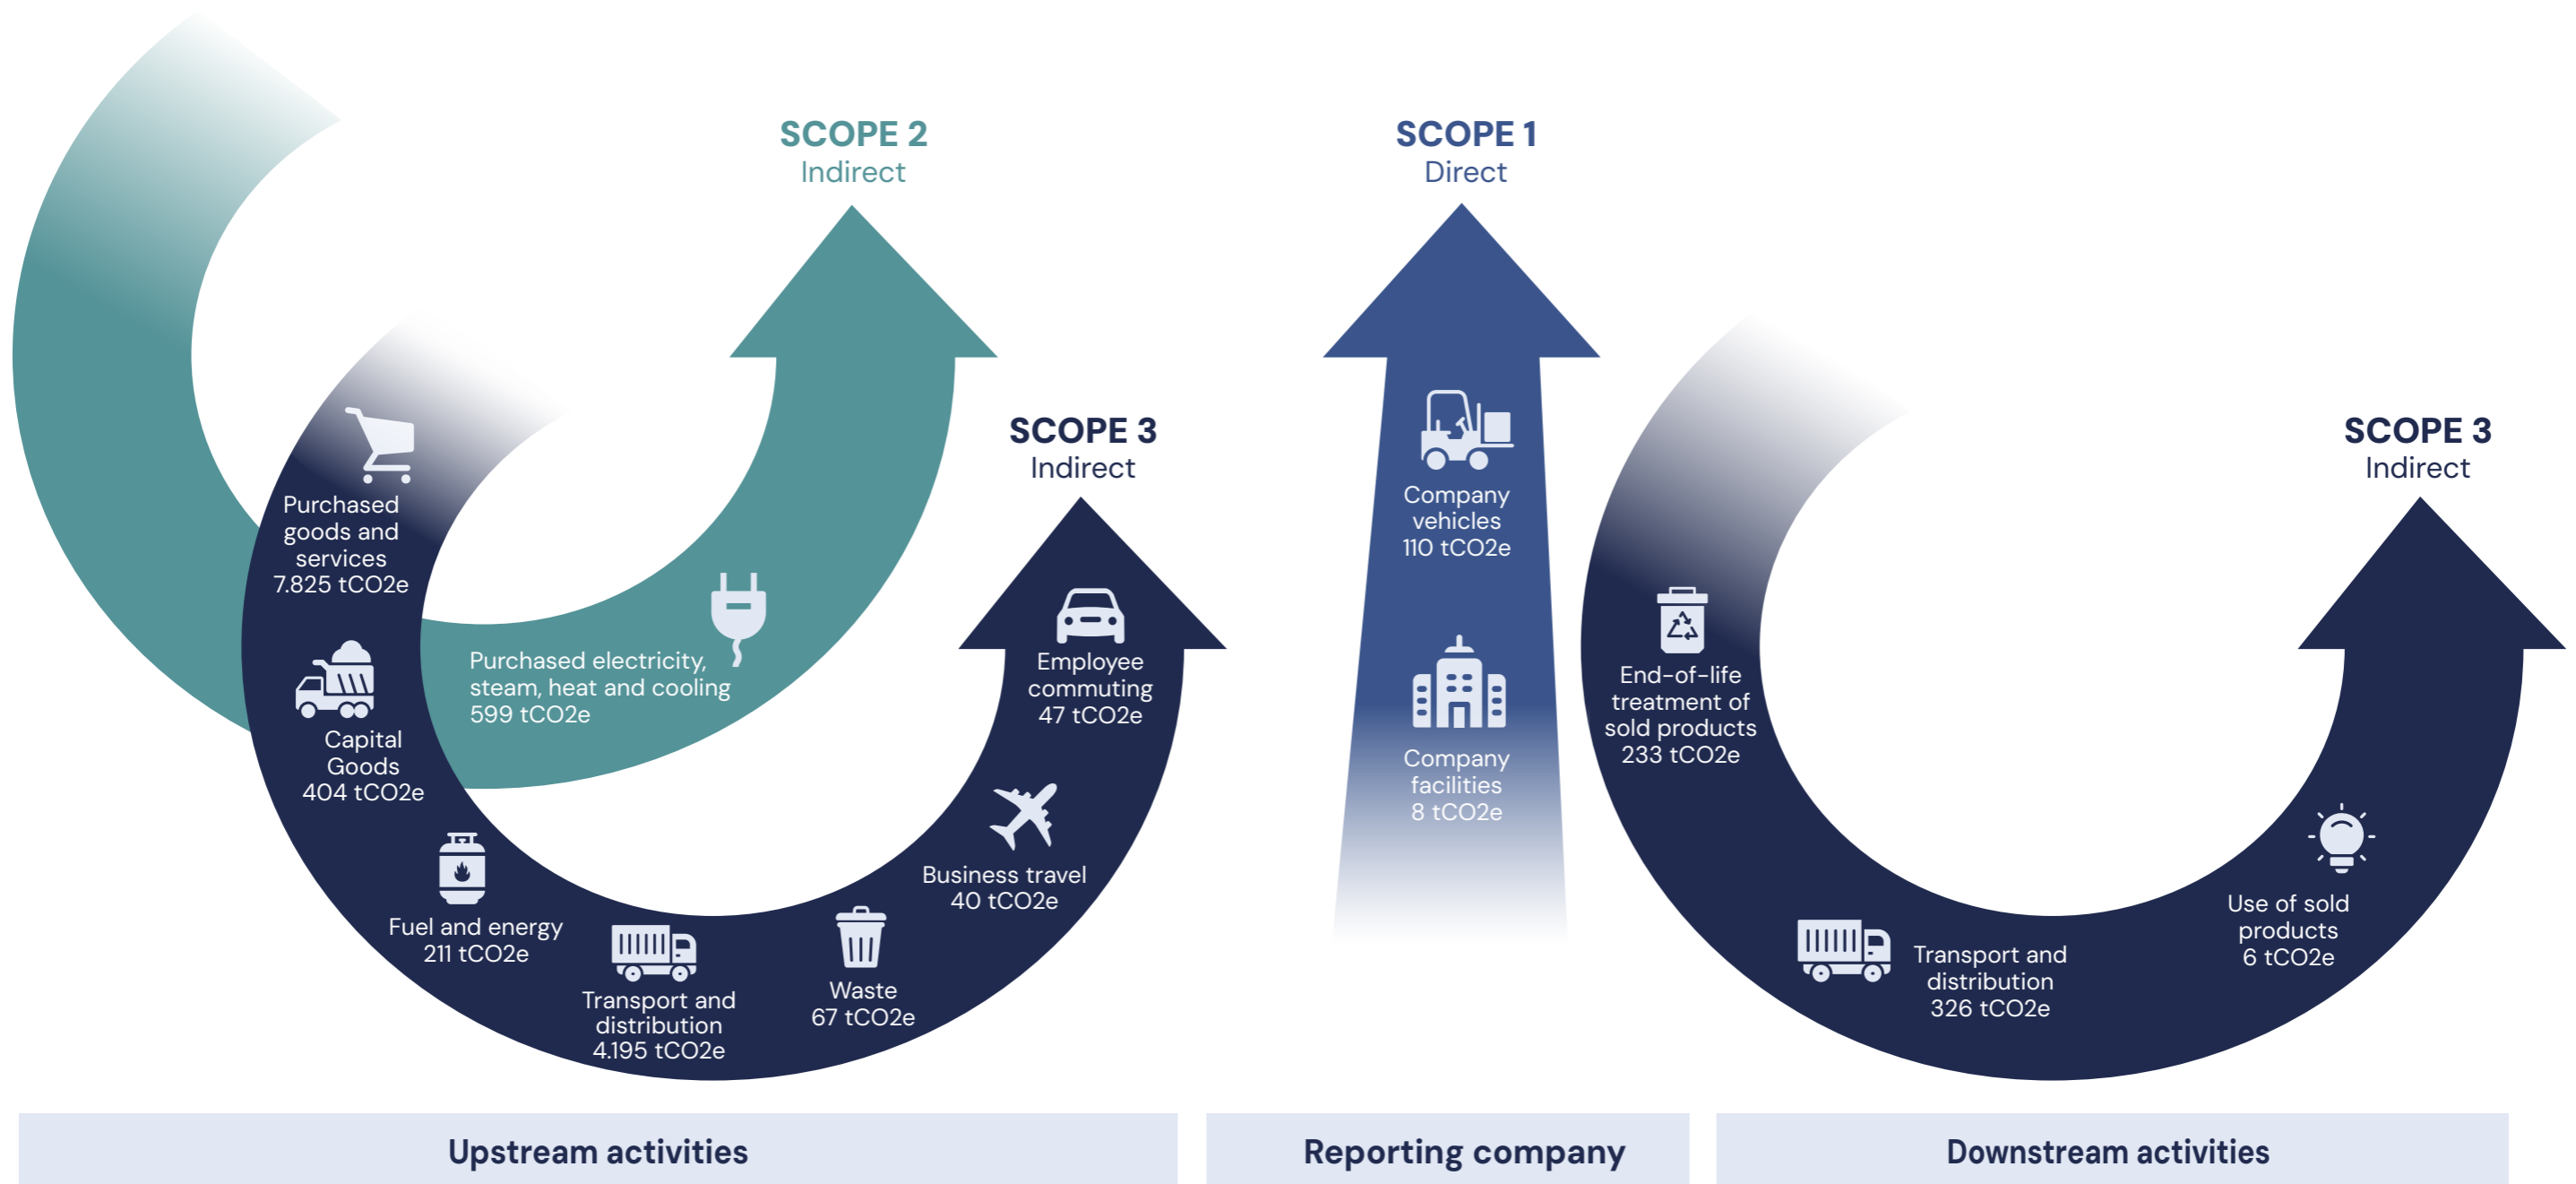 SCOPE 2
Indirect
Purchased electricity,
steam, heat and cooling
599 tCO2e
SCOPE 3
Indirect
Purchased
goods and
services
7.825 tCO2e
Capital
Goods
404 tCO2e
Fuel and energy
211 tCO2e
Transport and
distribution
4.195 tCO2e
Waste
67 tCO2e
Business travel
40 tCO2e
Employee
commuting
47 tCO2e
SCOPE 1
Direct
Company
vehicles
110 tCO2e
Company
facilities
8 tCO2e
SCOPE 3
Indirect
End-of-life
treatment of
sold products
233 tCO2e
Transport and
distribution
326 tCO2e
Use of sold
products
6 tCO2e
Upstream activities
Reporting company
Downstream activities